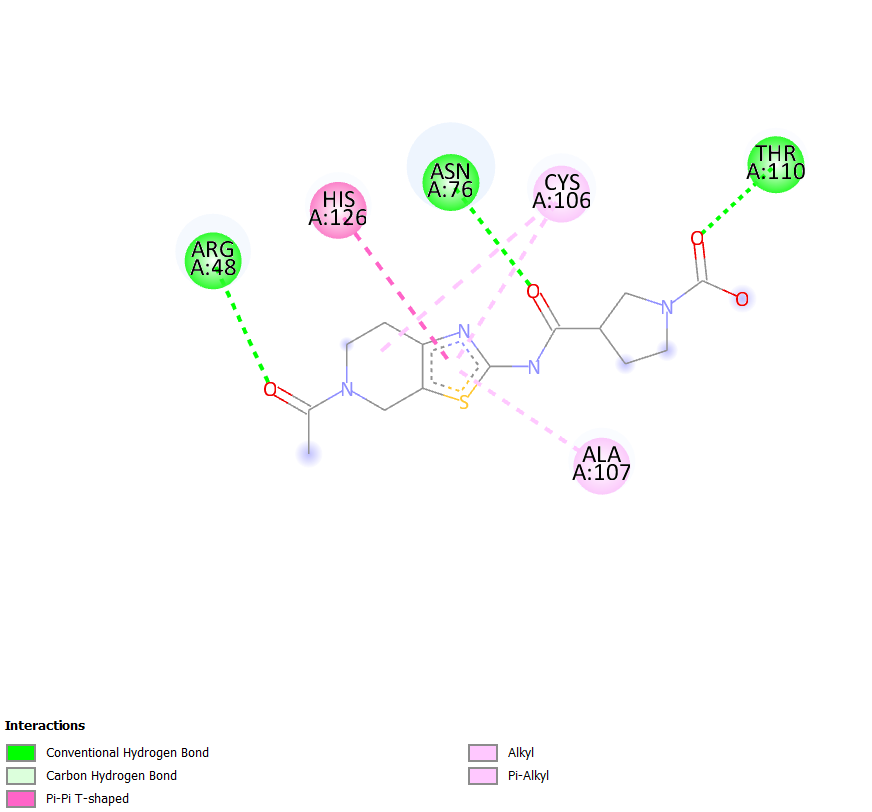 THR
A:110
ASN
A:76
CYS
A:106
HIS
A:126
ARG
A:48
O
O
O
N
N
N
N
O
S
ALA
A:107
Interactions
Conventional Hydrogen Bond
Carbon Hydrogen Bond
Pi-Pi T-shaped
Alkyl
Pi-Alkyl